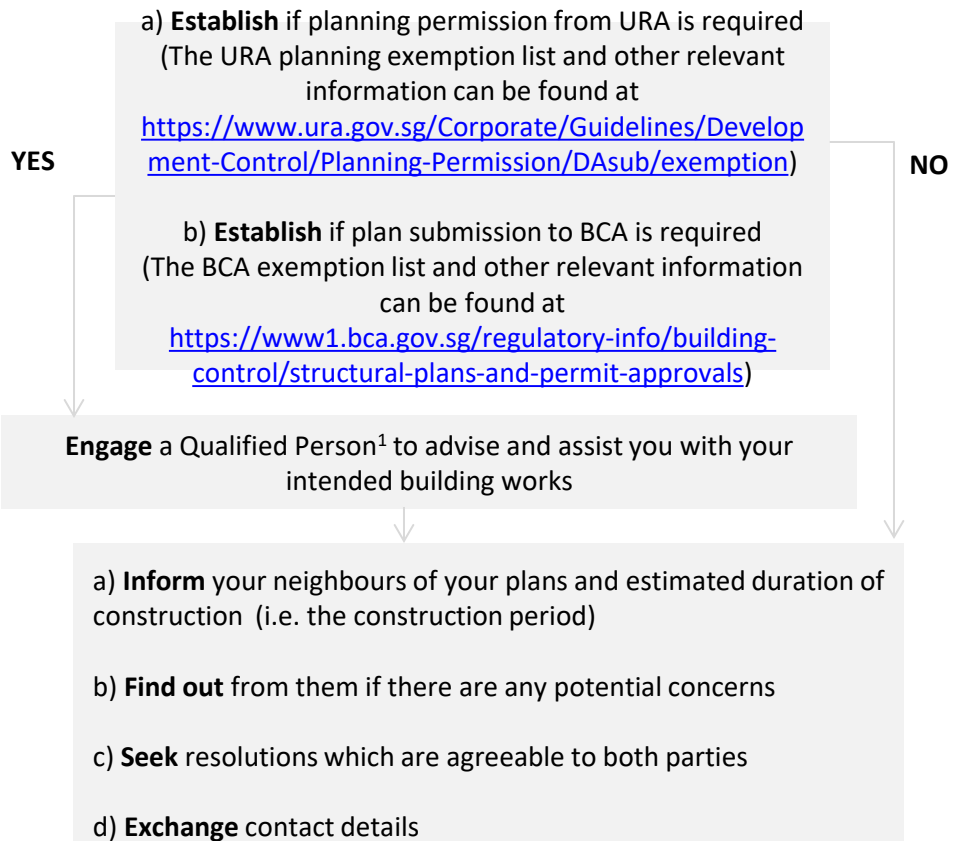 a) Establish if planning permission from URA is required
(The URA planning exemption list and other relevant
information can be found at
https://www.ura.gov.sg/Corporate/Guidelines/Develop
ment-Control/Planning-Permission/DAsub/exemption)
YES
NO
b) Establish if plan submission to BCA is required
(The BCA exemption list and other relevant information
can be found at
https://www1.bca.gov.sg/regulatory-info/building-
control/structural-plans-and-permit-approvals)
Engage a Qualified Person¹ to advise and assist you with your
intended building works
a) Inform your neighbours of your plans and estimated duration of
construction (i.e. the construction period)
b) Find out from them if there are any potential concerns
c) Seek resolutions which are agreeable to both parties
d) Exchange contact details